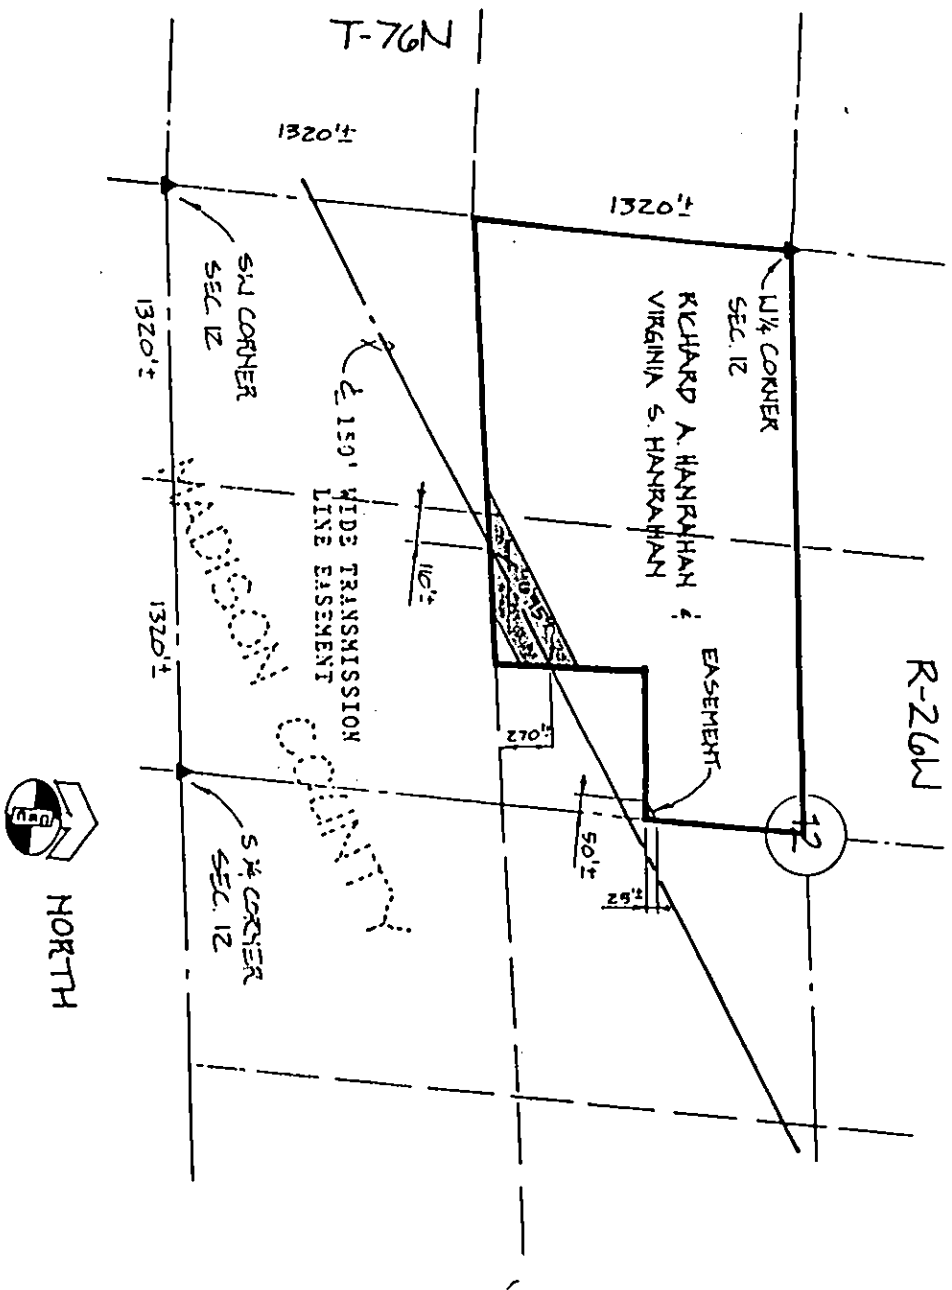 R-26W
T-76N
W¼ CORNER
SEC. 12
12
1320'±
RICHARD A. HANRAHAN &
VIRGINIA S. HANRAHAN
EASEMENT
1320'±
50'±
25'±
270'±
110'±
℄ 150' WIDE TRANSMISSION
LINE EASEMENT
SW CORNER
SEC. 12
S¼ CORNER
SEC. 12
1320'±
1320'±
MADISON COUNTY
NORTH